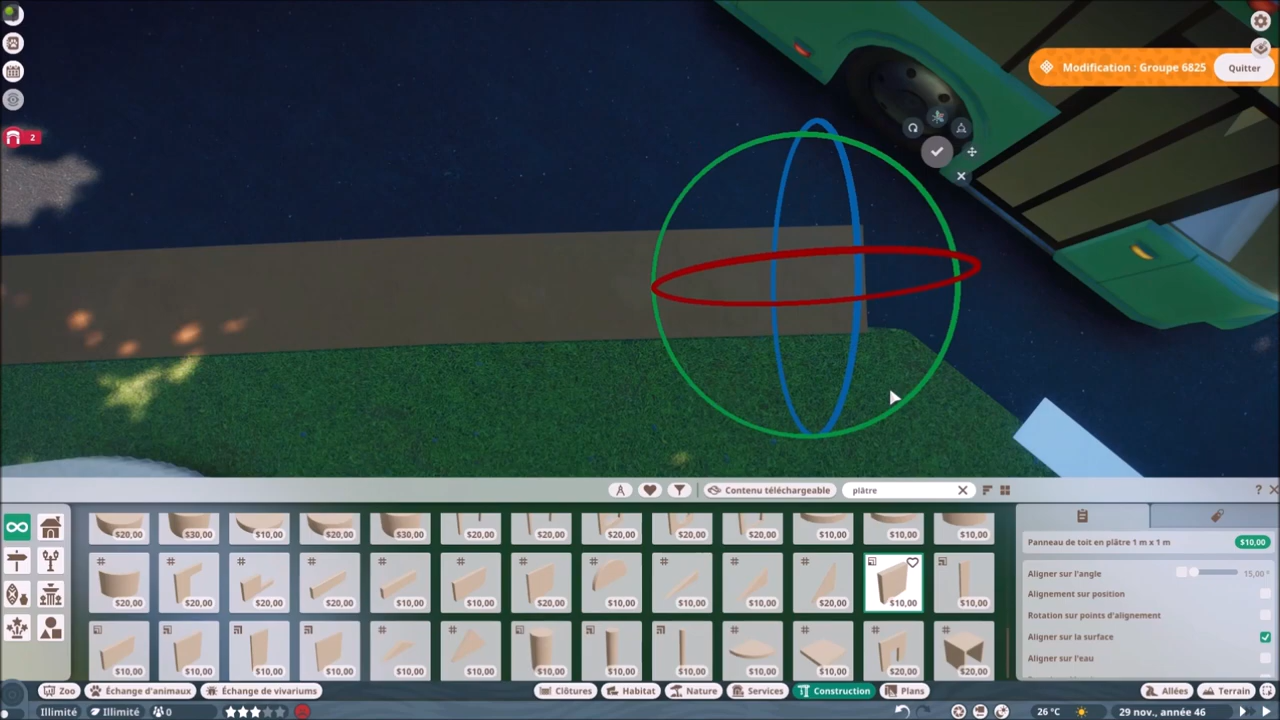 Modification : Groupe 6825
Quitter
2
Contenu téléchargeable
plâtre
?
$20,00 $30,00 $10,00 $20,00 $30,00 $10,00 $10,00 $20,00 $20,00 $20,00 $10,00 $10,00 $10,00
$20,00 $20,00 $20,00 $20,00 $10,00 $10,00 $20,00 $10,00 $10,00 $10,00 $20,00 $10,00 $10,00
$10,00 $10,00 $10,00 $10,00 $10,00 $10,00 $10,00 $10,00 $10,00 $10,00 $10,00 $20,00 $20,00
Panneau de toit en plâtre 1 m x 1 m
$10,00
Aligner sur l'angle
15,00°
Alignement sur position
Rotation sur points d'alignement
Aligner sur la surface
Aligner sur l'eau
Zoo
Échange d'animaux
Échange de vivariums
Clôtures
Habitat
Nature
Services
Construction
Plans
Allées
Terrain
Illimité
Illimité
0
26 °C
29 nov., année 46